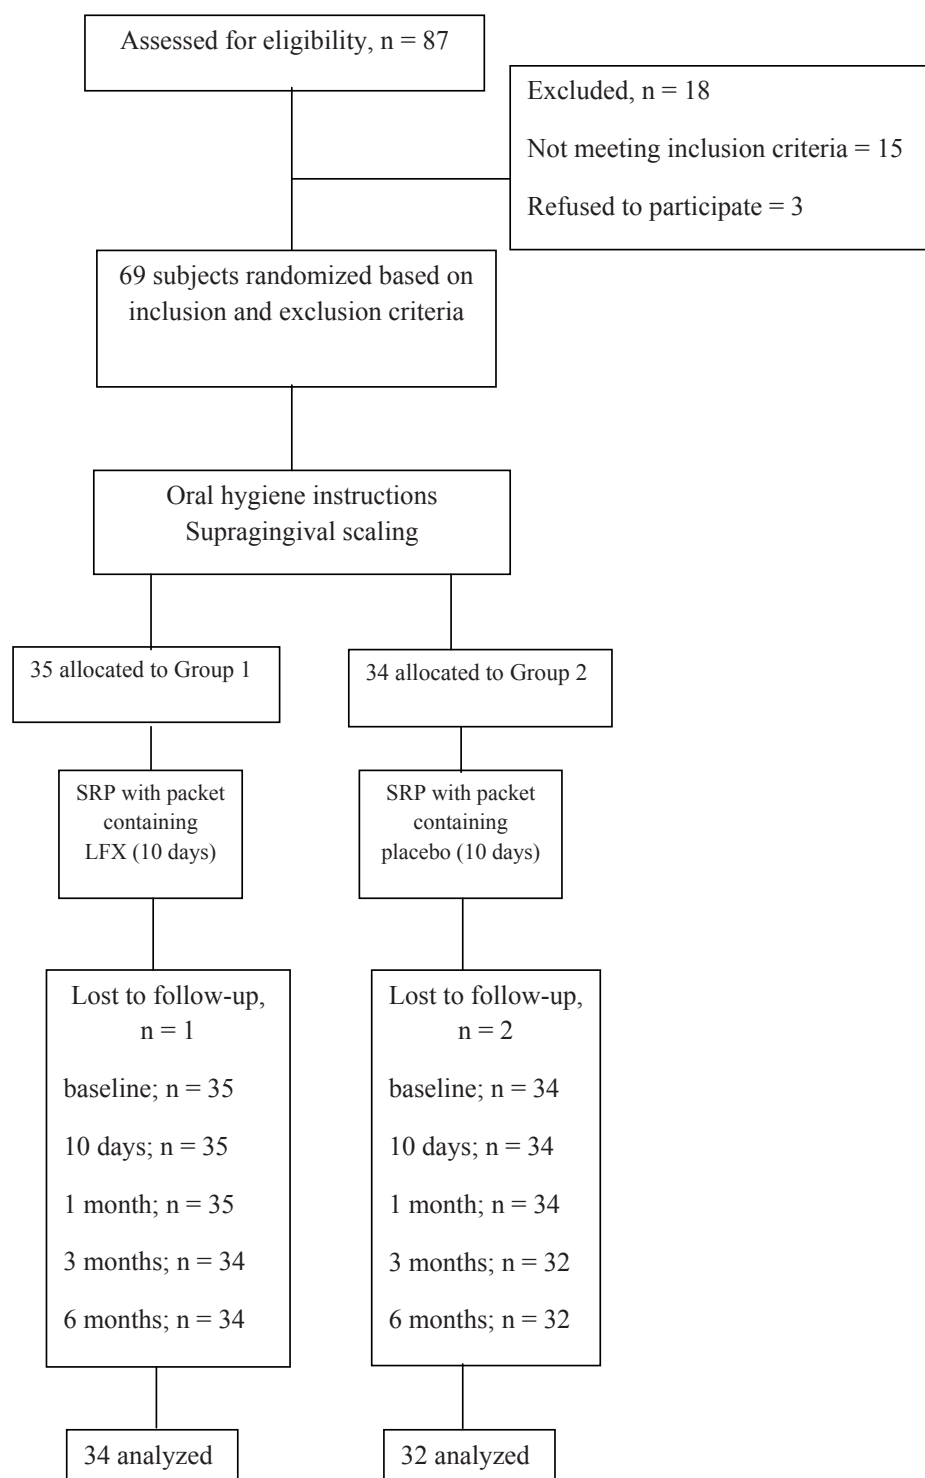 Assessed for eligibility, n = 87
Excluded, n = 18
Not meeting inclusion criteria = 15
Refused to participate = 3
69 subjects randomized based on
inclusion and exclusion criteria
Oral hygiene instructions
Supragingival scaling
35 allocated to Group 1
34 allocated to Group 2
SRP with packet
containing
LFX (10 days)
SRP with packet
containing
placebo (10 days)
Lost to follow-up,
n = 1
baseline; n = 35
10 days; n = 35
1 month; n = 35
3 months; n = 34
6 months; n = 34
Lost to follow-up,
n = 2
baseline; n = 34
10 days; n = 34
1 month; n = 34
3 months; n = 32
6 months; n = 32
34 analyzed
32 analyzed